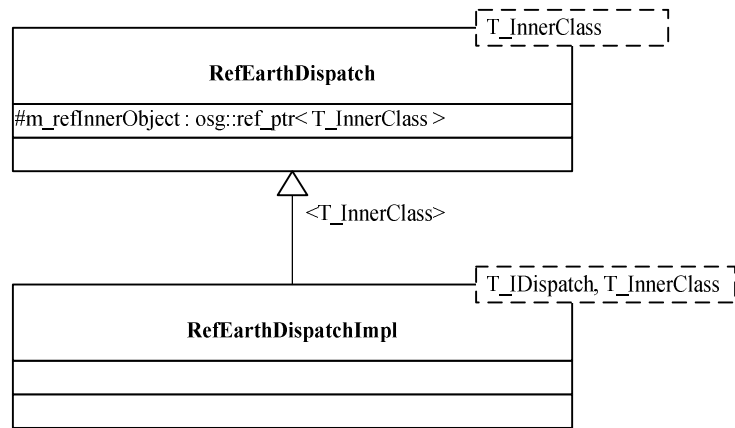 T_InnerClass
RefEarthDispatch
#m_refInnerObject : osg::ref_ptr< T_InnerClass >
<T_InnerClass>
T_IDispatch, T_InnerClass
RefEarthDispatchImpl